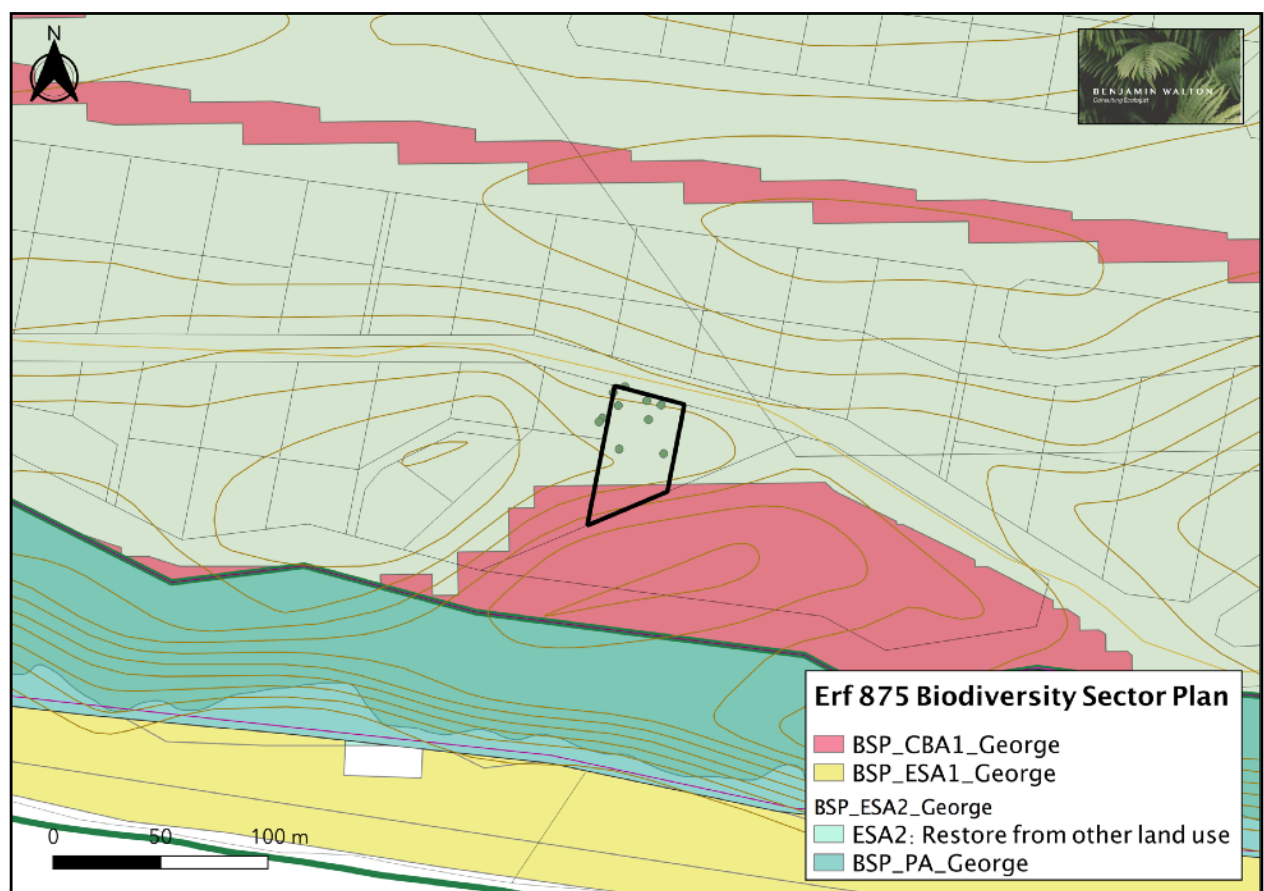 N
BENJAMIN WALTON
Consulting Ecologist
Erf 875 Biodiversity Sector Plan
BSP_CBA1_George
BSP_ESA1_George
BSP_ESA2_George
ESA2: Restore from other land use
BSP_PA_George
0 50 100 m